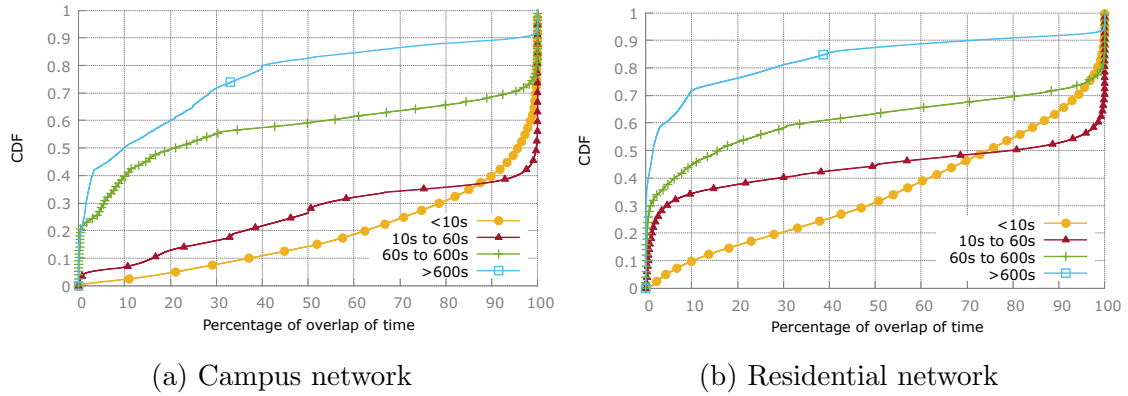 1
0.9
0.8
0.7
0.6
0.5
0.4
0.3
0.2
0.1
0
CDF
0 10 20 30 40 50 60 70 80 90 100
Percentage of overlap of time
<10s
10s to 60s
60s to 600s
>600s
(a) Campus network
1
0.9
0.8
0.7
0.6
0.5
0.4
0.3
0.2
0.1
0
CDF
0 10 20 30 40 50 60 70 80 90 100
Percentage of overlap of time
<10s
10s to 60s
60s to 600s
>600s
(b) Residential network